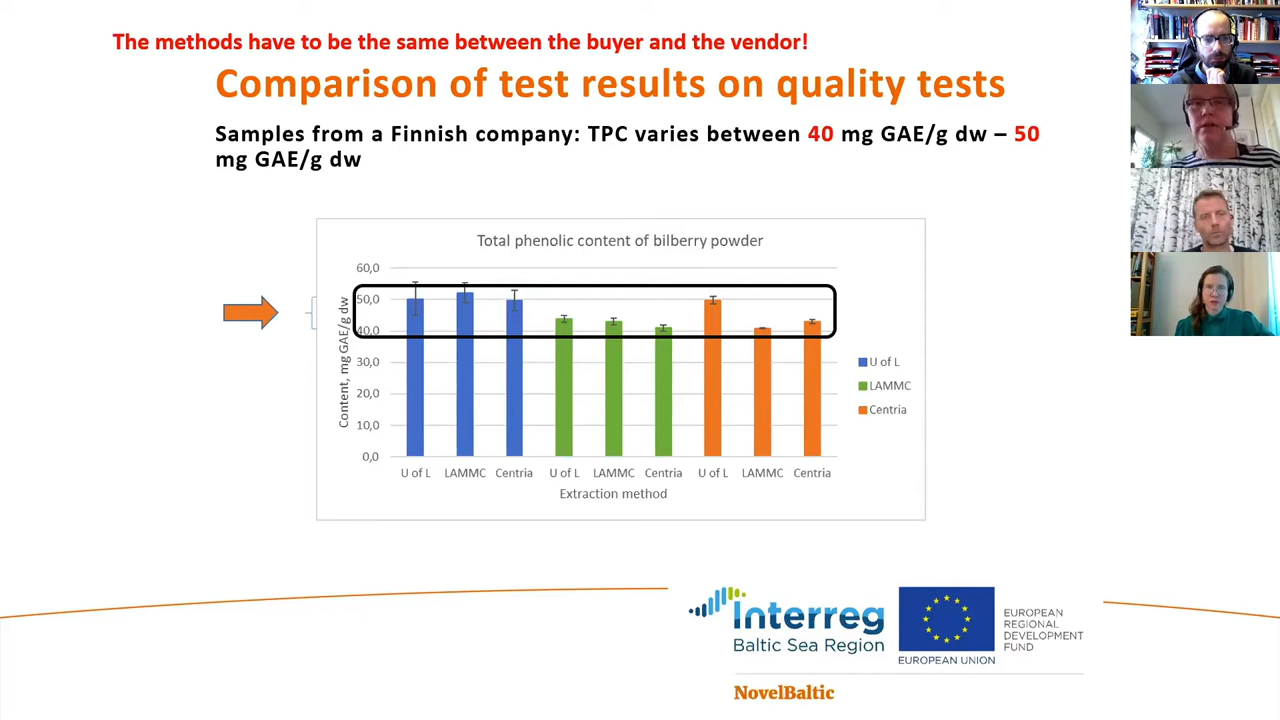 The methods have to be the same between the buyer and the vendor!
Comparison of test results on quality tests
Samples from a Finnish company: TPC varies between 40 mg GAE/g dw – 50
mg GAE/g dw
Total phenolic content of bilberry powder
60,0
50,0
40,0
30,0
20,0
10,0
0,0
Content, mg GAE/g dw
U of L LAMMC Centria U of L LAMMC Centria U of L LAMMC Centria
Extraction method
U of L
LAMMC
Centria
Interreg
Baltic Sea Region
EUROPEAN UNION
EUROPEAN
REGIONAL
DEVELOPMENT
FUND
NovelBaltic